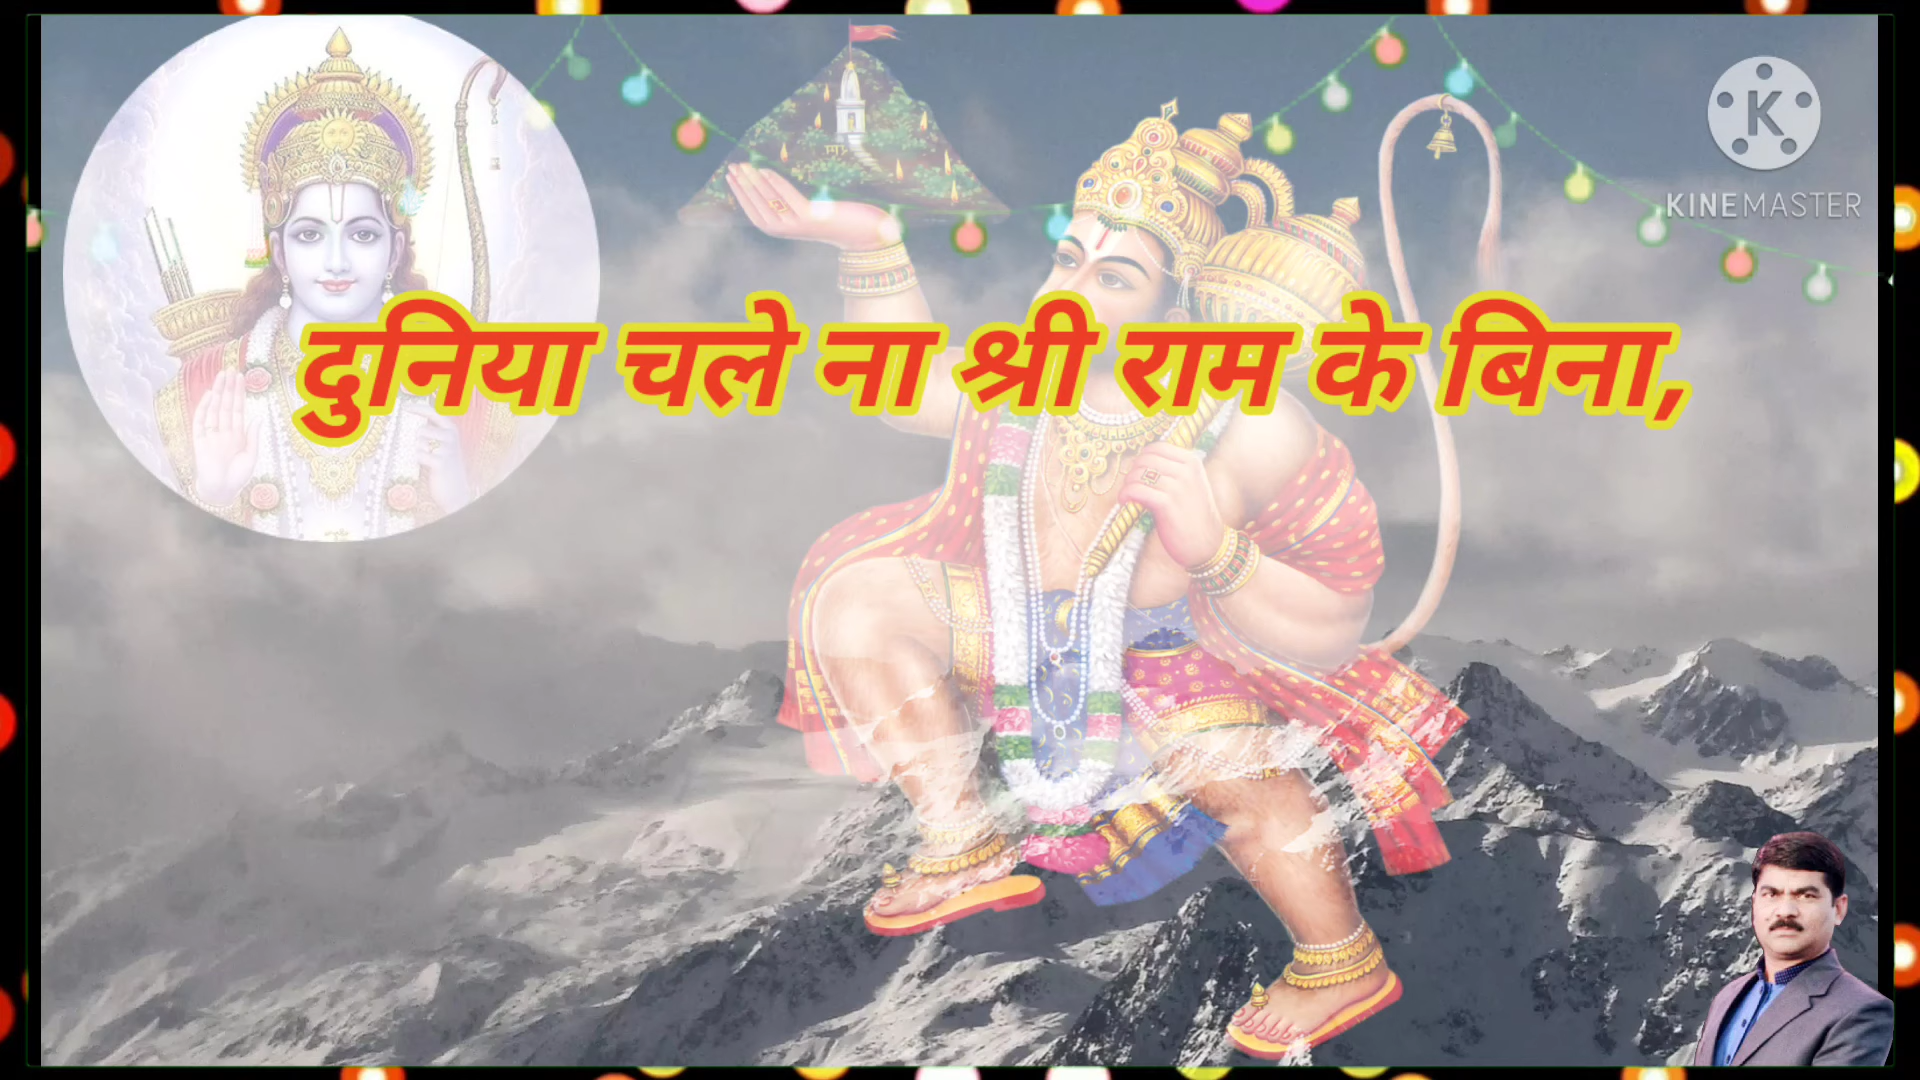 दुनिया चले ना श्री राम के बिना,
K
KINEMASTER